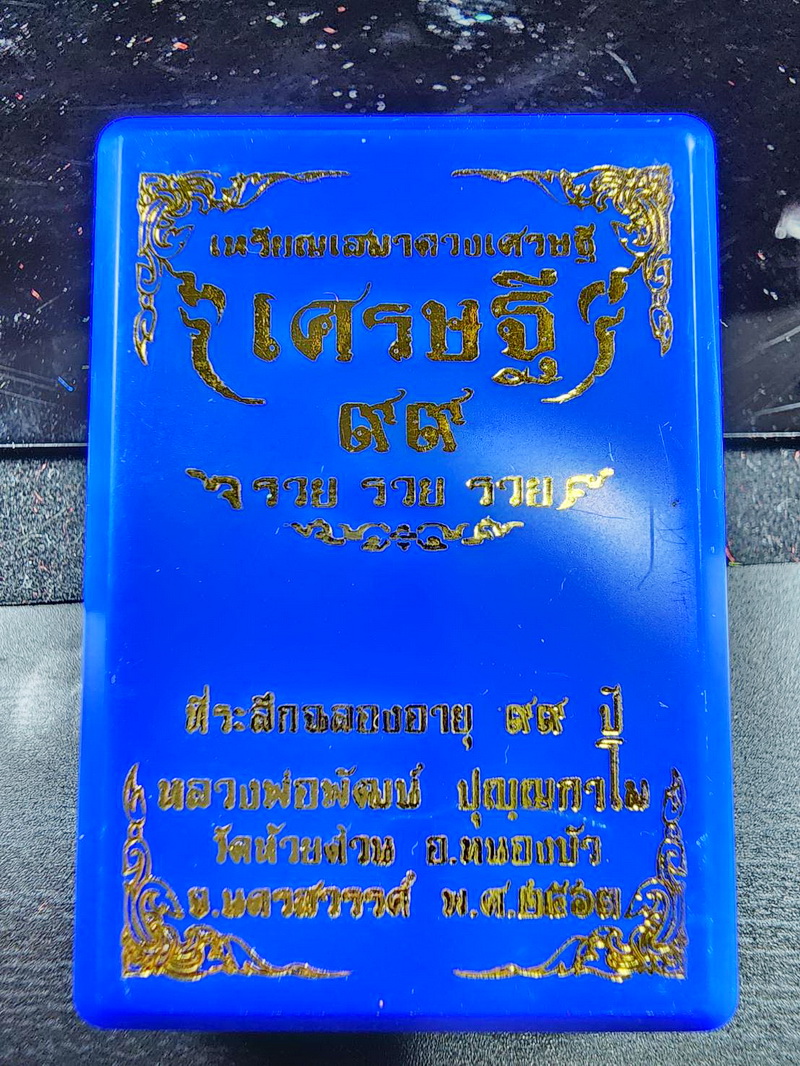 เหรียญเสมาดวงเศรษฐี
เศรษฐี
๙๙
รวย รวย รวย
ที่ระลึกฉลองอายุ ๙๙ ปี
หลวงพ่อพัฒน์ ปุญฺญกาโม
วัดห้วยด้วน อ.หนองบัว
จ.นครสวรรค์ พ.ศ.๒๕๖๓